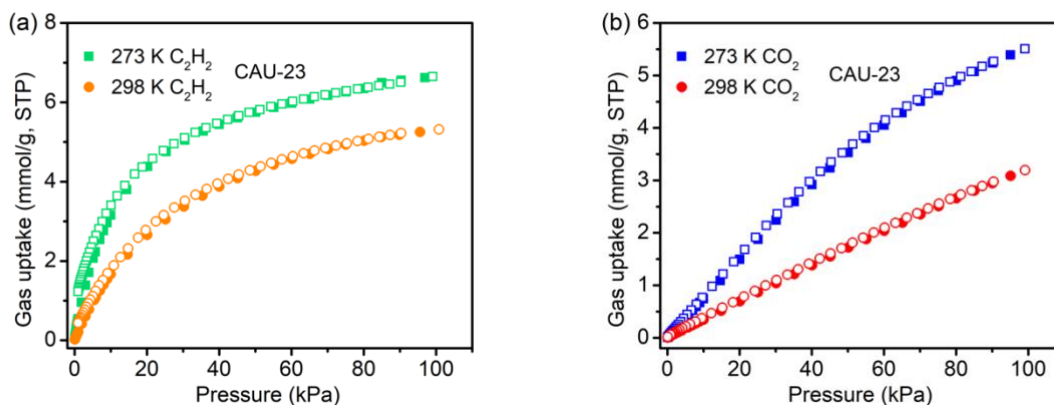 (a)
8
6
4
2
0
273 K C₂H₂
298 K C₂H₂
CAU-23
Gas uptake (mmol/g, STP)
0 20 40 60 80 100
Pressure (kPa)
(b)
6
5
4
3
2
1
0
273 K CO₂
298 K CO₂
CAU-23
Gas uptake (mmol/g, STP)
0 20 40 60 80 100
Pressure (kPa)